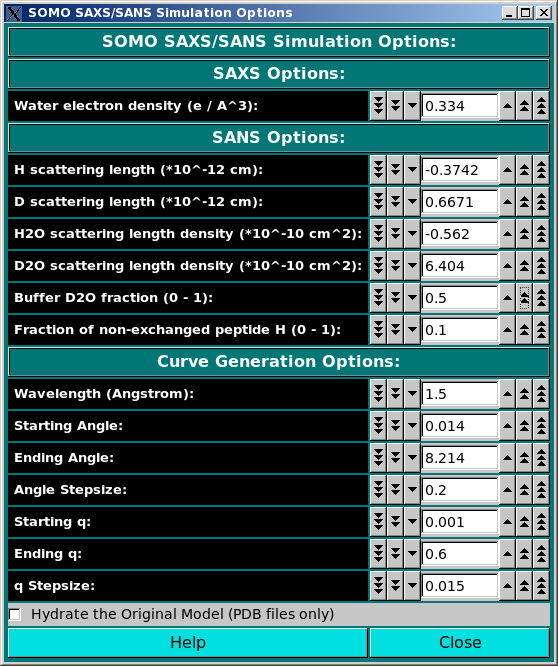 SOMO SAXS/SANS Simulation Options
SOMO SAXS/SANS Simulation Options:
SAXS Options:
Water electron density (e / A^3): 0.334
SANS Options:
H scattering length (*10^-12 cm): -0.3742
D scattering length (*10^-12 cm): 0.6671
H2O scattering length density (*10^-10 cm^2): -0.562
D2O scattering length density (*10^-10 cm^2): 6.404
Buffer D2O fraction (0 - 1): 0.5
Fraction of non-exchanged peptide H (0 - 1): 0.1
Curve Generation Options:
Wavelength (Angstrom): 1.5
Starting Angle: 0.014
Ending Angle: 8.214
Angle Stepsize: 0.2
Starting q: 0.001
Ending q: 0.6
q Stepsize: 0.015
Hydrate the Original Model (PDB files only)
Help Close